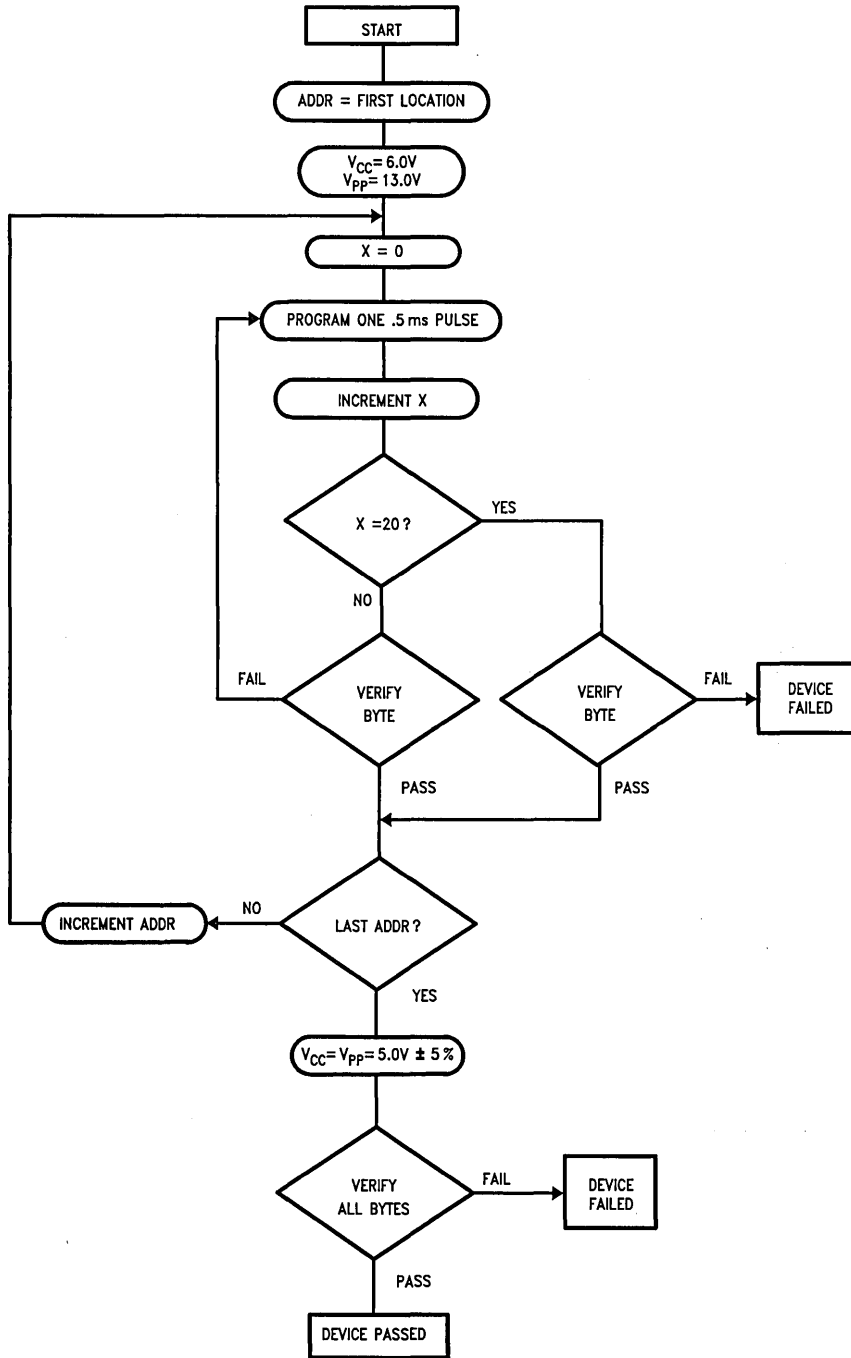 START
ADDR = FIRST LOCATION
VCC= 6.0V
VPP= 13.0V
X = 0
PROGRAM ONE .5 ms PULSE
INCREMENT X
X =20?
YES
NO
FAIL
VERIFY
BYTE
VERIFY
BYTE
FAIL
DEVICE
FAILED
PASS
PASS
INCREMENT ADDR
NO
LAST ADDR?
YES
VCC= VPP= 5.0V ± 5%
VERIFY
ALL BYTES
FAIL
DEVICE
FAILED
PASS
DEVICE PASSED